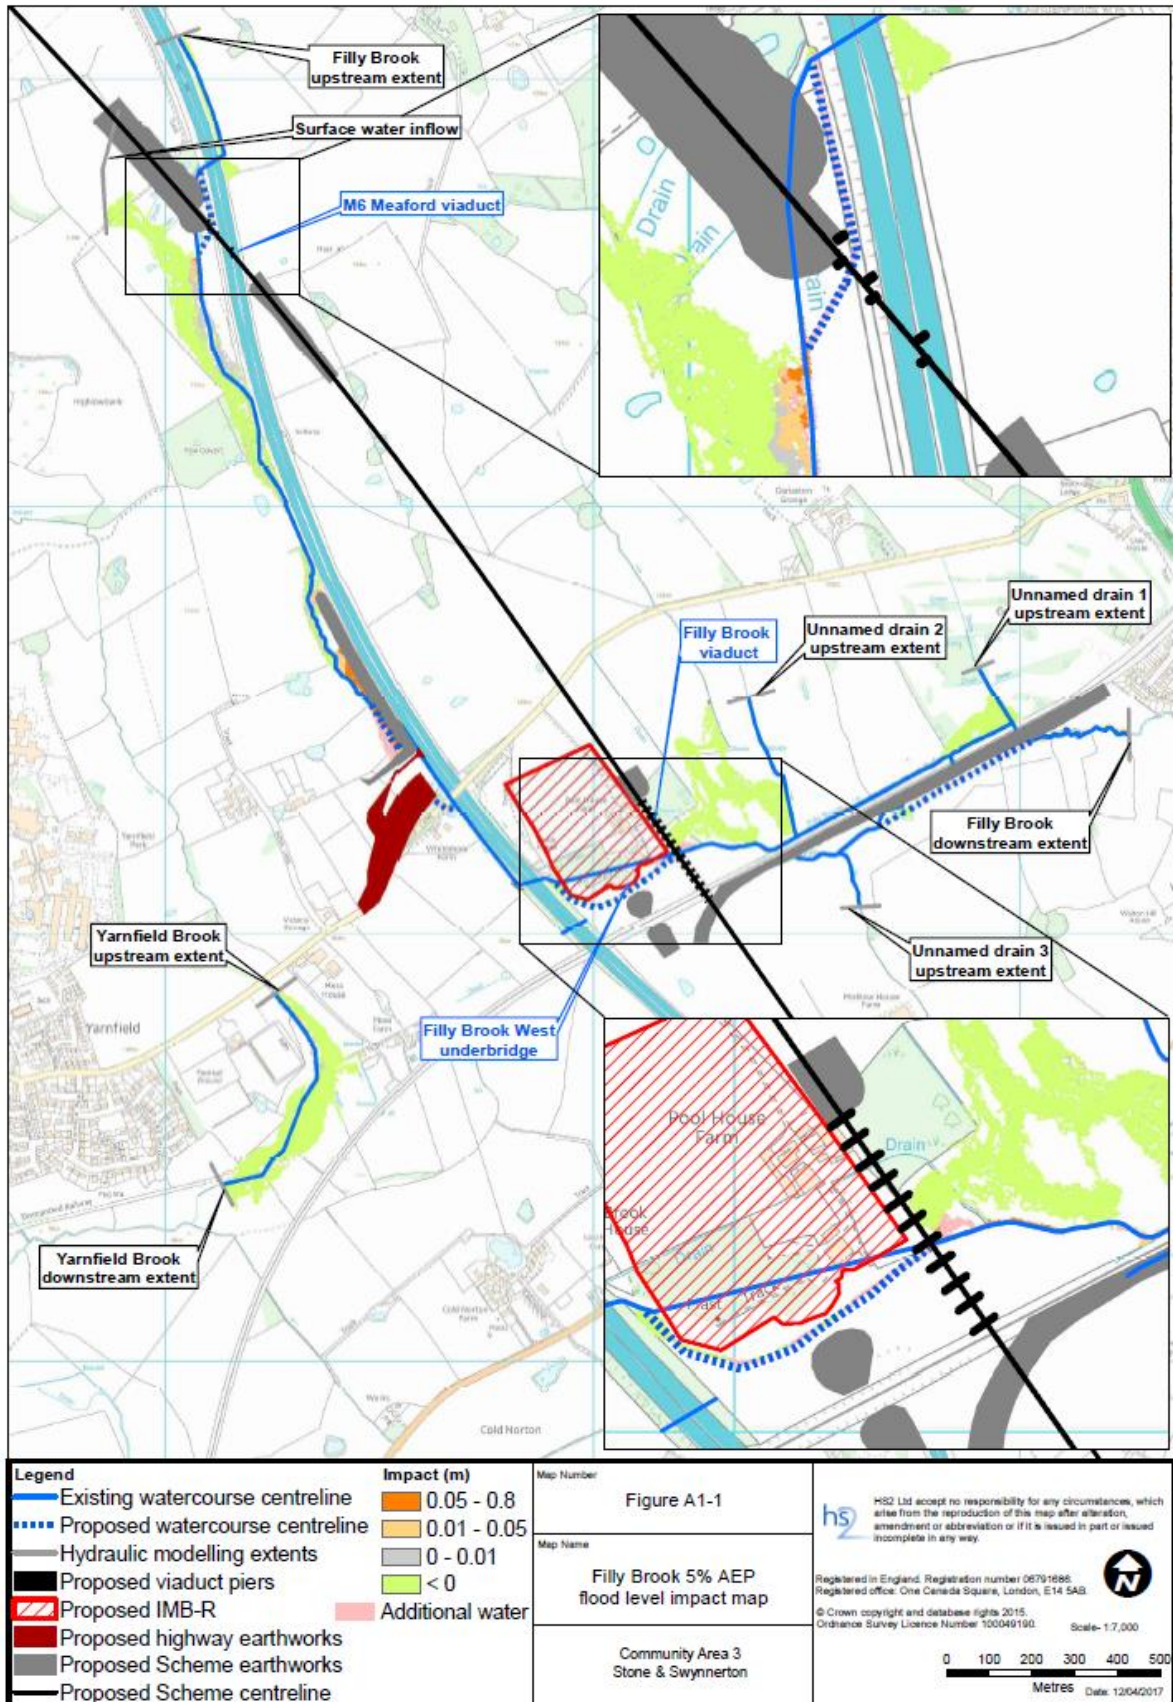 Filly Brook
upstream extent
Surface water inflow
M6 Meaford viaduct
Drain
Drain
Unnamed drain 1
upstream extent
Unnamed drain 2
upstream extent
Filly Brook
viaduct
Filly Brook
downstream extent
Unnamed drain 3
upstream extent
Yarnfield Brook
upstream extent
Yarnfield
Filly Brook West
underbridge
Yarnfield Brook
downstream extent
Cold Norton
Farm
Works
Cold Norton
Pool House
Farm
Drain
Brook
House
Drain
Track
Mast
Legend
Existing watercourse centreline
Proposed watercourse centreline
Hydraulic modelling extents
Proposed viaduct piers
Proposed IMB-R
Proposed highway earthworks
Proposed Scheme earthworks
Proposed Scheme centreline
Impact (m)
0.05 - 0.8
0.01 - 0.05
0 - 0.01
< 0
Additional water
Map Number
Figure A1-1
Map Name
Filly Brook 5% AEP
flood level impact map
Community Area 3
Stone & Swynnerton
hs2
HS2 Ltd accept no responsibility for any circumstances, which
arise from the reproduction of this map after alteration,
amendment or abbreviation or if it is issued in part or issued
incomplete in any way.
N
Registered in England. Registration number 06791686.
Registered office: One Canada Square, London, E14 5AB.
© Crown copyright and database rights 2015.
Ordnance Survey Licence Number 100049190.
Scale- 1:7,000
0 100 200 300 400 500
Metres
Date: 12/04/2017